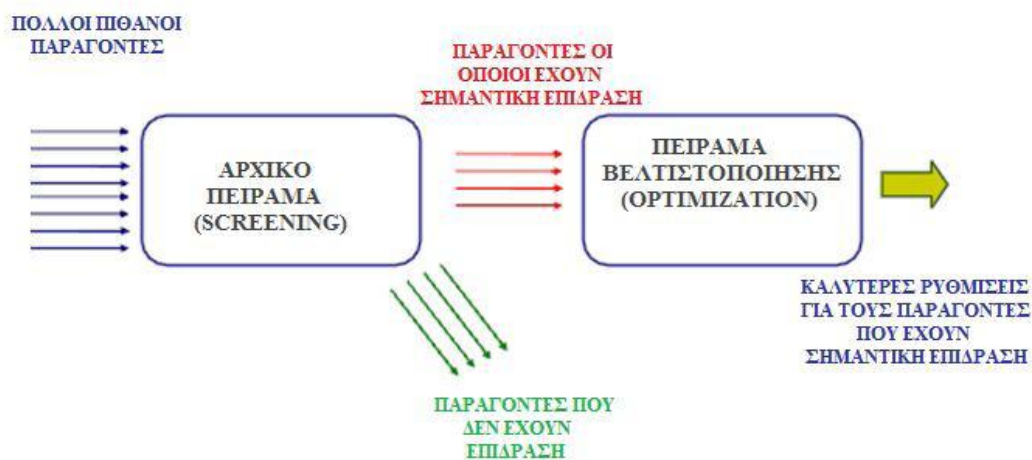 ΠΟΛΛΟΙ ΠΙΘΑΝΟΙ
ΠΑΡΑΓΟΝΤΕΣ
ΠΑΡΑΓΟΝΤΕΣ ΟΙ
ΟΠΟΙΟΙ ΕΧΟΥΝ
ΣΗΜΑΝΤΙΚΗ ΕΠΙΔΡΑΣΗ
ΑΡΧΙΚΟ
ΠΕΙΡΑΜΑ
(SCREENING)
ΠΕΙΡΑΜΑ
ΒΕΛΤΙΣΤΟΠΟΙΗΣΗΣ
(OPTIMIZATION)
ΚΑΛΥΤΕΡΕΣ ΡΥΘΜΙΣΕΙΣ
ΓΙΑ ΤΟΥΣ ΠΑΡΑΓΟΝΤΕΣ
ΠΟΥ ΕΧΟΥΝ
ΣΗΜΑΝΤΙΚΗ ΕΠΙΔΡΑΣΗ
ΠΑΡΑΓΟΝΤΕΣ ΠΟΥ
ΔΕΝ ΕΧΟΥΝ
ΕΠΙΔΡΑΣΗ